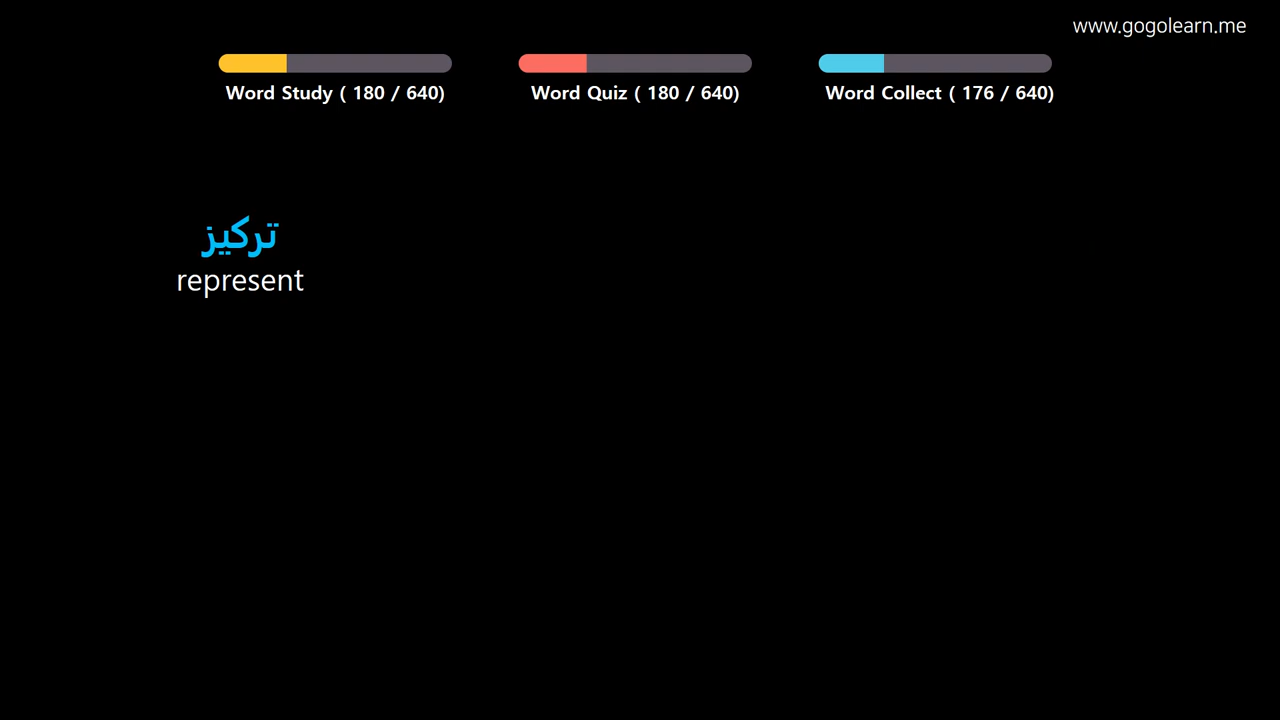 www.gogolearn.me
Word Study ( 180 / 640)
Word Quiz ( 180 / 640)
Word Collect ( 176 / 640)
تركيز
represent